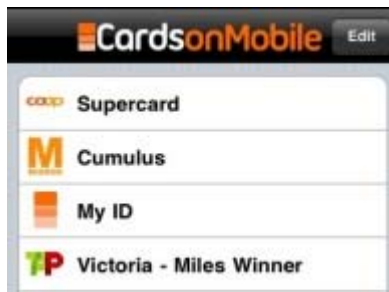 CardsonMobile Edit
coop Supercard
M Cumulus
My ID
TP Victoria - Miles Winner